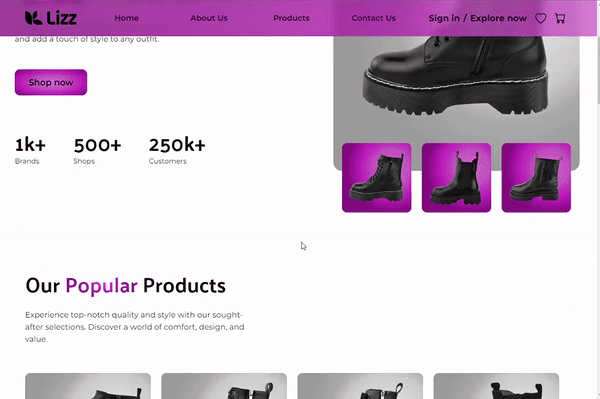 Lizz
Home
About Us
Products
Contact Us
Sign in / Explore now
and add a touch of style to any outfit.
Shop now
1k+
Brands
500+
Shops
250k+
Customers
Our Popular Products
Experience top-notch quality and style with our sought-
after selections. Discover a world of comfort, design, and
value.